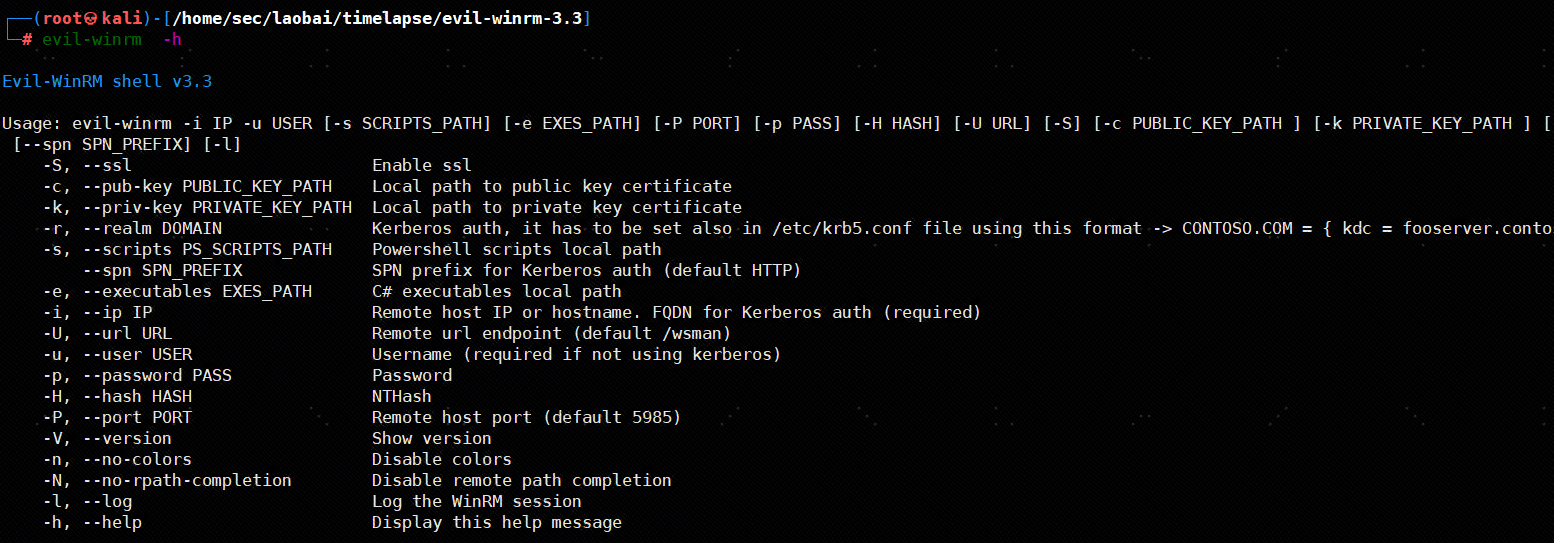 ┌──(root㉿kali)-[/home/sec/laobai/timelapse/evil-winrm-3.3]
└─# evil-winrm  -h
Evil-WinRM shell v3.3
Usage: evil-winrm -i IP -u USER [-s SCRIPTS_PATH] [-e EXES_PATH] [-P PORT] [-p PASS] [-H HASH] [-U URL] [-S] [-c PUBLIC_KEY_PATH ] [-k PRIVATE_KEY_PATH ] [
[--spn SPN_PREFIX] [-l]
-S, --ssl                        Enable ssl
-c, --pub-key PUBLIC_KEY_PATH    Local path to public key certificate
-k, --priv-key PRIVATE_KEY_PATH  Local path to private key certificate
-r, --realm DOMAIN               Kerberos auth, it has to be set also in /etc/krb5.conf file using this format -> CONTOSO.COM = { kdc = fooserver.conto
-s, --scripts PS_SCRIPTS_PATH    Powershell scripts local path
--spn SPN_PREFIX             SPN prefix for Kerberos auth (default HTTP)
-e, --executables EXES_PATH      C# executables local path
-i, --ip IP                      Remote host IP or hostname. FQDN for Kerberos auth (required)
-U, --url URL                    Remote url endpoint (default /wsman)
-u, --user USER                  Username (required if not using kerberos)
-p, --password PASS              Password
-H, --hash HASH                  NTHash
-P, --port PORT                  Remote host port (default 5985)
-V, --version                    Show version
-n, --no-colors                  Disable colors
-N, --no-rpath-completion        Disable remote path completion
-l, --log                        Log the WinRM session
-h, --help                       Display this help message